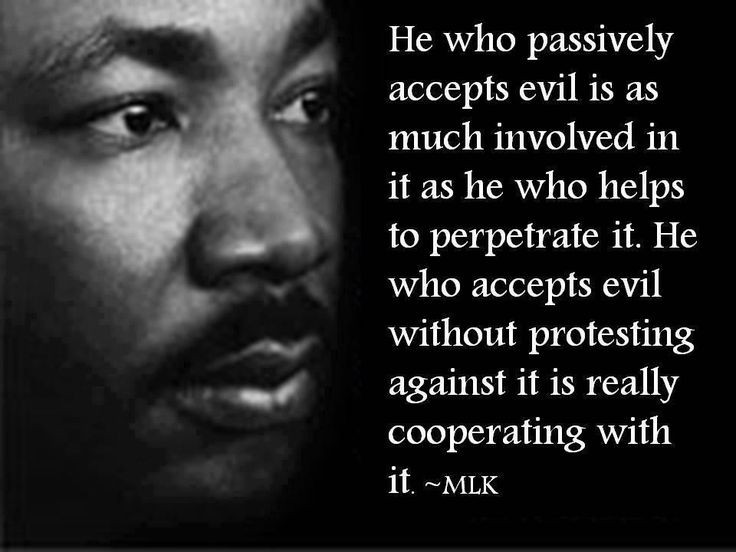 He who passively
accepts evil is as
much involved in
it as he who helps
to perpetrate it. He
who accepts evil
without protesting
against it is really
cooperating with
it. ~MLK